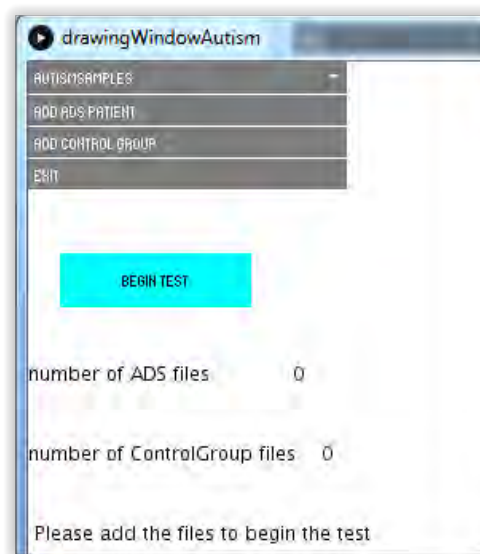 drawingWindowAutism
AUTISMSAMPLES
ADD ADS PATIENT
ADD CONTROL GROUP
EXIT
BEGIN TEST
number of ADS files 0
number of ControlGroup files 0
Please add the files to begin the test